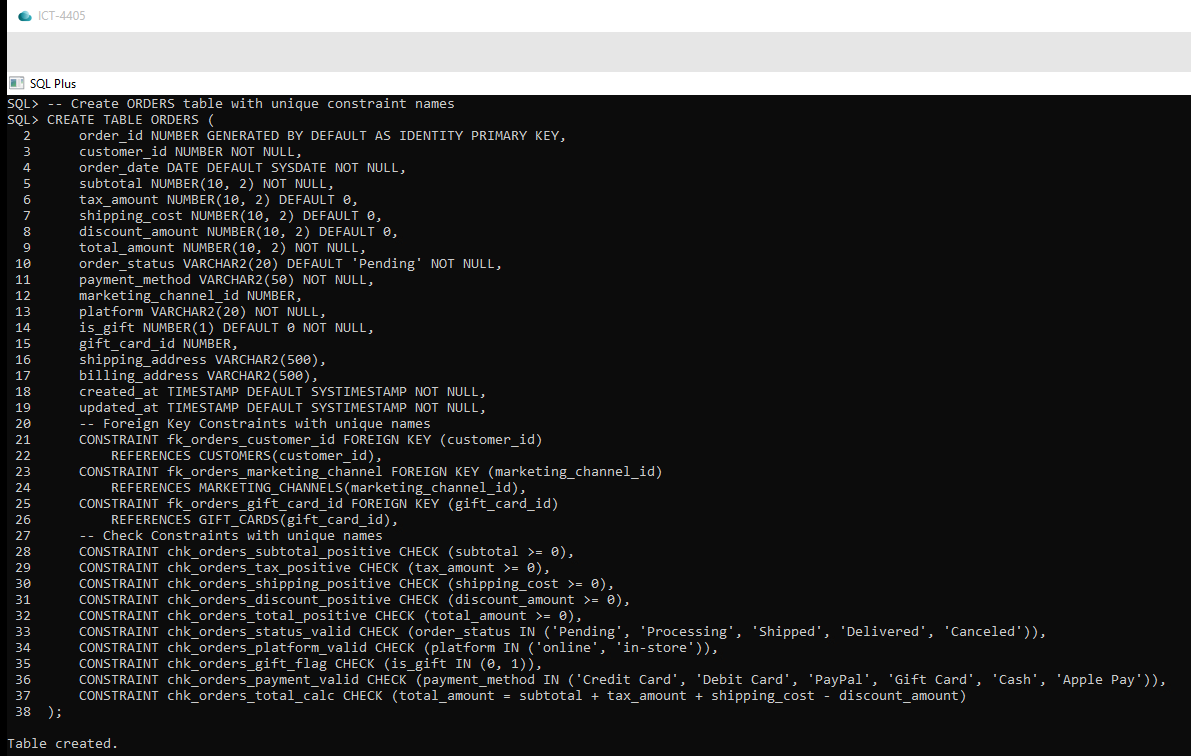 ICT-4405
SQL Plus
SQL> -- Create ORDERS table with unique constraint names
SQL> CREATE TABLE ORDERS (
  2      order_id NUMBER GENERATED BY DEFAULT AS IDENTITY PRIMARY KEY,
  3      customer_id NUMBER NOT NULL,
  4      order_date DATE DEFAULT SYSDATE NOT NULL,
  5      subtotal NUMBER(10, 2) NOT NULL,
  6      tax_amount NUMBER(10, 2) DEFAULT 0,
  7      shipping_cost NUMBER(10, 2) DEFAULT 0,
  8      discount_amount NUMBER(10, 2) DEFAULT 0,
  9      total_amount NUMBER(10, 2) NOT NULL,
 10      order_status VARCHAR2(20) DEFAULT 'Pending' NOT NULL,
 11      payment_method VARCHAR2(50) NOT NULL,
 12      marketing_channel_id NUMBER,
 13      platform VARCHAR2(20) NOT NULL,
 14      is_gift NUMBER(1) DEFAULT 0 NOT NULL,
 15      gift_card_id NUMBER,
 16      shipping_address VARCHAR2(500),
 17      billing_address VARCHAR2(500),
 18      created_at TIMESTAMP DEFAULT SYSTIMESTAMP NOT NULL,
 19      updated_at TIMESTAMP DEFAULT SYSTIMESTAMP NOT NULL,
 20      -- Foreign Key Constraints with unique names
 21      CONSTRAINT fk_orders_customer_id FOREIGN KEY (customer_id)
 22          REFERENCES CUSTOMERS(customer_id),
 23      CONSTRAINT fk_orders_marketing_channel FOREIGN KEY (marketing_channel_id)
 24          REFERENCES MARKETING_CHANNELS(marketing_channel_id),
 25      CONSTRAINT fk_orders_gift_card_id FOREIGN KEY (gift_card_id)
 26          REFERENCES GIFT_CARDS(gift_card_id),
 27      -- Check Constraints with unique names
 28      CONSTRAINT chk_orders_subtotal_positive CHECK (subtotal >= 0),
 29      CONSTRAINT chk_orders_tax_positive CHECK (tax_amount >= 0),
 30      CONSTRAINT chk_orders_shipping_positive CHECK (shipping_cost >= 0),
 31      CONSTRAINT chk_orders_discount_positive CHECK (discount_amount >= 0),
 32      CONSTRAINT chk_orders_total_positive CHECK (total_amount >= 0),
 33      CONSTRAINT chk_orders_status_valid CHECK (order_status IN ('Pending', 'Processing', 'Shipped', 'Delivered', 'Canceled')),
 34      CONSTRAINT chk_orders_platform_valid CHECK (platform IN ('online', 'in-store')),
 35      CONSTRAINT chk_orders_gift_flag CHECK (is_gift IN (0, 1)),
 36      CONSTRAINT chk_orders_payment_valid CHECK (payment_method IN ('Credit Card', 'Debit Card', 'PayPal', 'Gift Card', 'Cash', 'Apple Pay')),
 37      CONSTRAINT chk_orders_total_calc CHECK (total_amount = subtotal + tax_amount + shipping_cost - discount_amount)
 38  );
Table created.